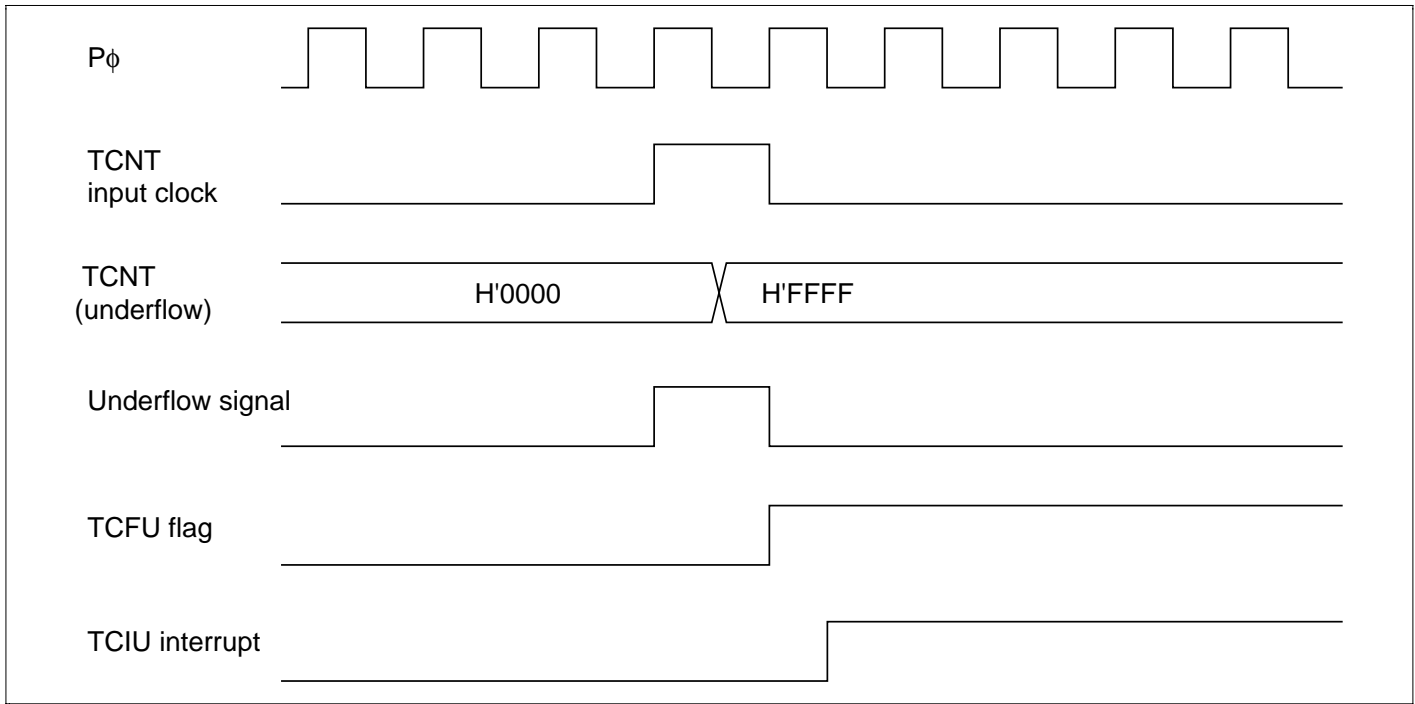 Pϕ
TCNT
input clock
TCNT
(underflow)
H'0000
H'FFFF
Underflow signal
TCFU flag
TCIU interrupt